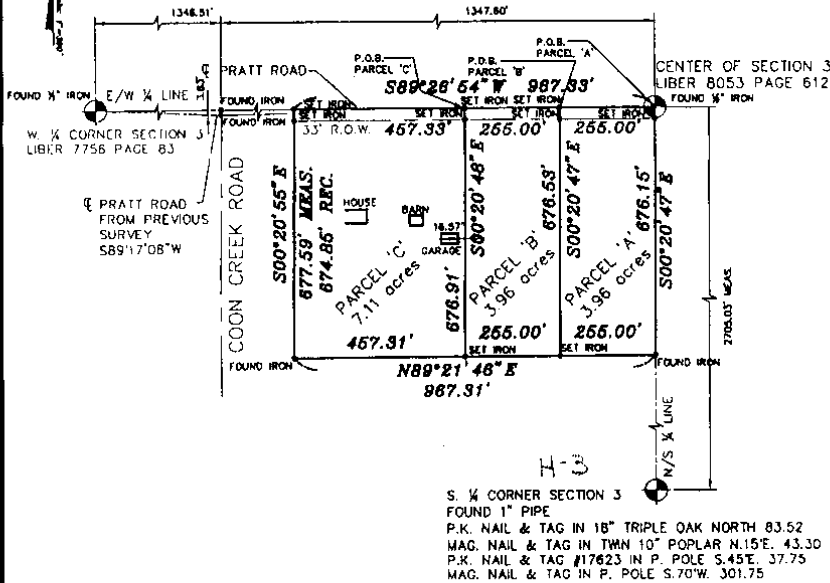 1348.51'
1347.60'
P.O.B.
PARCEL 'A'
P.O.B.
PARCEL 'C'
P.O.B.
PARCEL 'B'
PRATT ROAD
S89°26'54"W 967.33'
CENTER OF SECTION 3
LIBER 8053 PAGE 612
FOUND ½" IRON
FOUND ½" IRON
E/W ¼ LINE
FOUND IRON
SET IRON
SET IRON
SET IRON
W. ¼ CORNER SECTION 3
LIBER 7756 PAGE 83
FOUND IRON
SET IRON
SET IRON
SET IRON
33' R.O.W.
457.33'
255.00'
255.00'
℄ PRATT ROAD
FROM PREVIOUS
SURVEY
S89°17'08"W
COON CREEK ROAD
S00°20'55"E
677.59' MEAS.
674.85' REC.
HOUSE
BARN
16.57'
GARAGE
PARCEL 'C'
7.11 acres
S00°20'48"E
676.91'
PARCEL 'B'
3.96 acres
676.53'
S00°20'47"E
PARCEL 'A'
3.96 acres
676.15'
S00°20'47"E
2705.03' MEAS.
457.31'
255.00'
255.00'
FOUND IRON
SET IRON
SET IRON
FOUND IRON
N89°21'46"E
967.31'
N/S ¼ LINE
H-3
S. ¼ CORNER SECTION 3
FOUND 1" PIPE
P.K. NAIL & TAG IN 18" TRIPLE OAK NORTH 83.52
MAG. NAIL & TAG IN TWIN 10" POPLAR N.15°E. 43.30
P.K. NAIL & TAG #17623 IN P. POLE S.45°E. 37.75
MAG. NAIL & TAG IN P. POLE S.70°W. 301.75